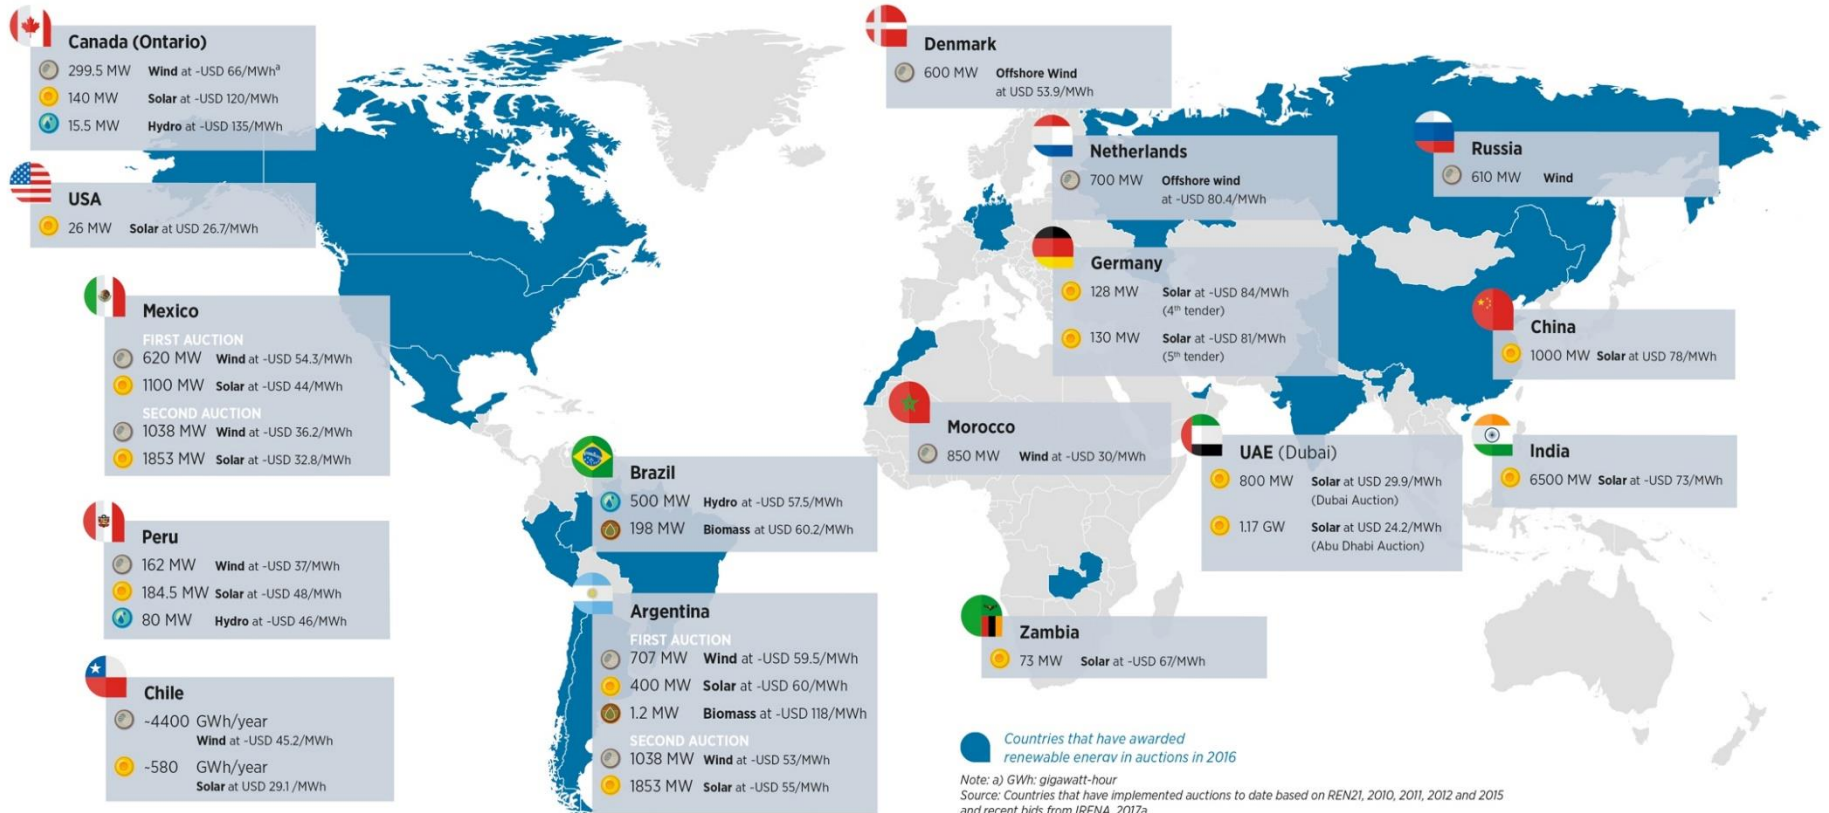 Canada (Ontario)
299.5 MW Wind at ~USD 66/MWhᵃ
140 MW Solar at ~USD 120/MWh
15.5 MW Hydro at ~USD 135/MWh
USA
26 MW Solar at USD 26.7/MWh
Mexico
FIRST AUCTION
620 MW Wind at ~USD 54.3/MWh
1100 MW Solar at ~USD 44/MWh
SECOND AUCTION
1038 MW Wind at ~USD 36.2/MWh
1853 MW Solar at ~USD 32.8/MWh
Peru
162 MW Wind at ~USD 37/MWh
184.5 MW Solar at ~USD 48/MWh
80 MW Hydro at ~USD 46/MWh
Chile
~4400 GWh/year
Wind at ~USD 45.2/MWh
~580 GWh/year
Solar at USD 29.1 /MWh
Brazil
500 MW Hydro at ~USD 57.5/MWh
198 MW Biomass at USD 60.2/MWh
Argentina
FIRST AUCTION
707 MW Wind at ~USD 59.5/MWh
400 MW Solar at ~USD 60/MWh
1.2 MW Biomass at ~USD 118/MWh
SECOND AUCTION
1038 MW Wind at ~USD 53/MWh
1853 MW Solar at ~USD 55/MWh
Denmark
600 MW Offshore Wind
at USD 53.9/MWh
Netherlands
700 MW Offshore wind
at ~USD 80.4/MWh
Germany
128 MW Solar at ~USD 84/MWh
(4th tender)
130 MW Solar at ~USD 81/MWh
(5th tender)
Russia
610 MW Wind
China
1000 MW Solar at USD 78/MWh
Morocco
850 MW Wind at ~USD 30/MWh
UAE (Dubai)
800 MW Solar at USD 29.9/MWh
(Dubai Auction)
1.17 GW Solar at USD 24.2/MWh
(Abu Dhabi Auction)
India
6500 MW Solar at ~USD 73/MWh
Zambia
73 MW Solar at ~USD 67/MWh
Countries that have awarded
renewable energy in auctions in 2016
Note: a) GWh: gigawatt-hour
Source: Countries that have implemented auctions to date based on REN21, 2010, 2011, 2012 and 2015
and recent bids from IRENA, 2017a